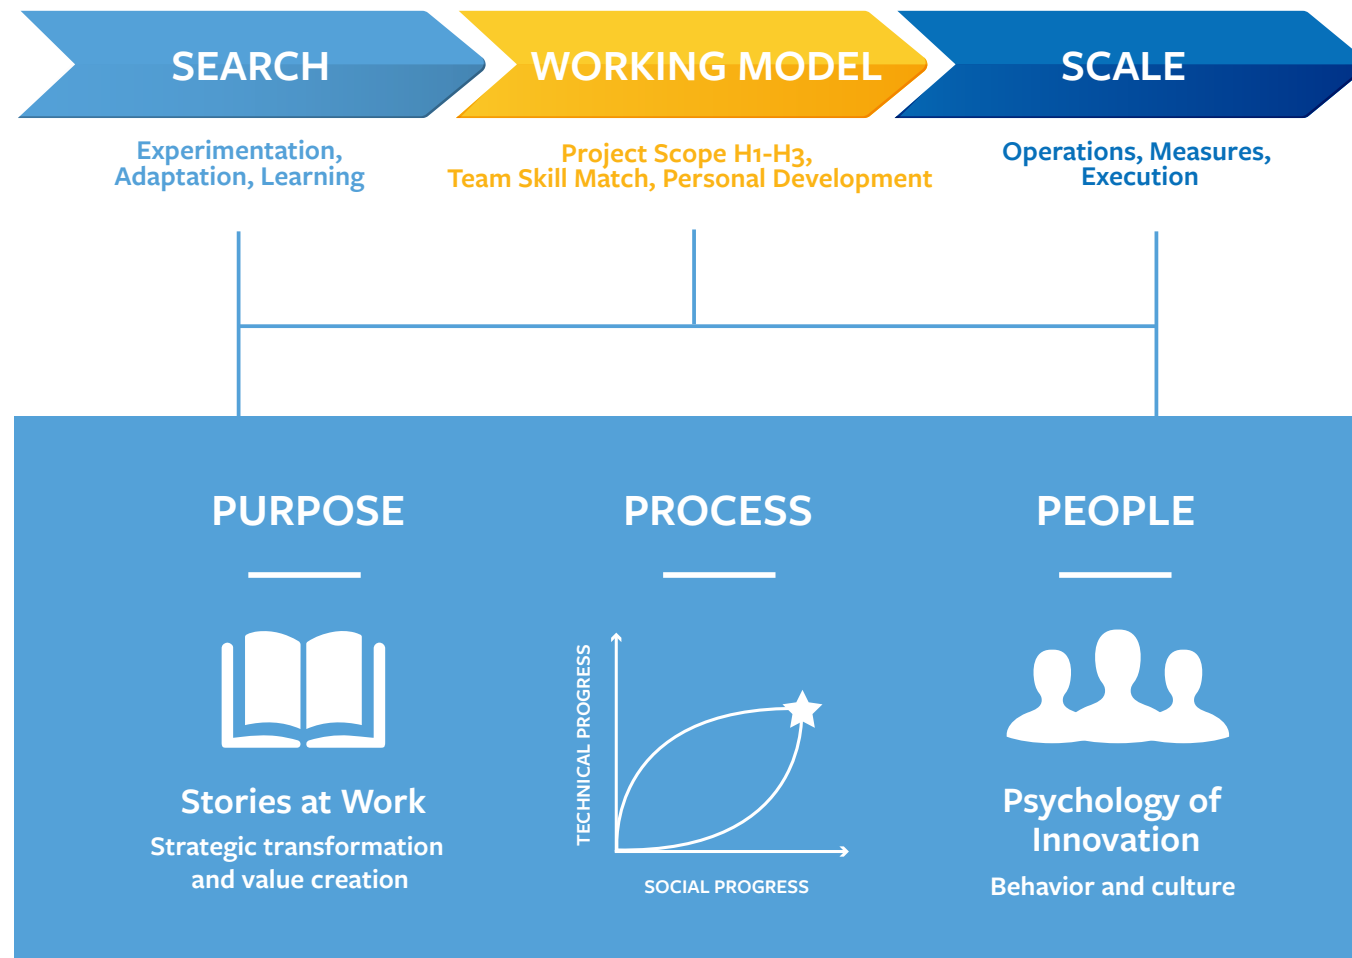 SEARCH
WORKING MODEL
SCALE
Experimentation,
Adaptation, Learning
Project Scope H1-H3,
Team Skill Match, Personal Development
Operations, Measures,
Execution
PURPOSE
PROCESS
PEOPLE
Stories at Work
Strategic transformation
and value creation
TECHNICAL PROGRESS
SOCIAL PROGRESS
Psychology of
Innovation
Behavior and culture